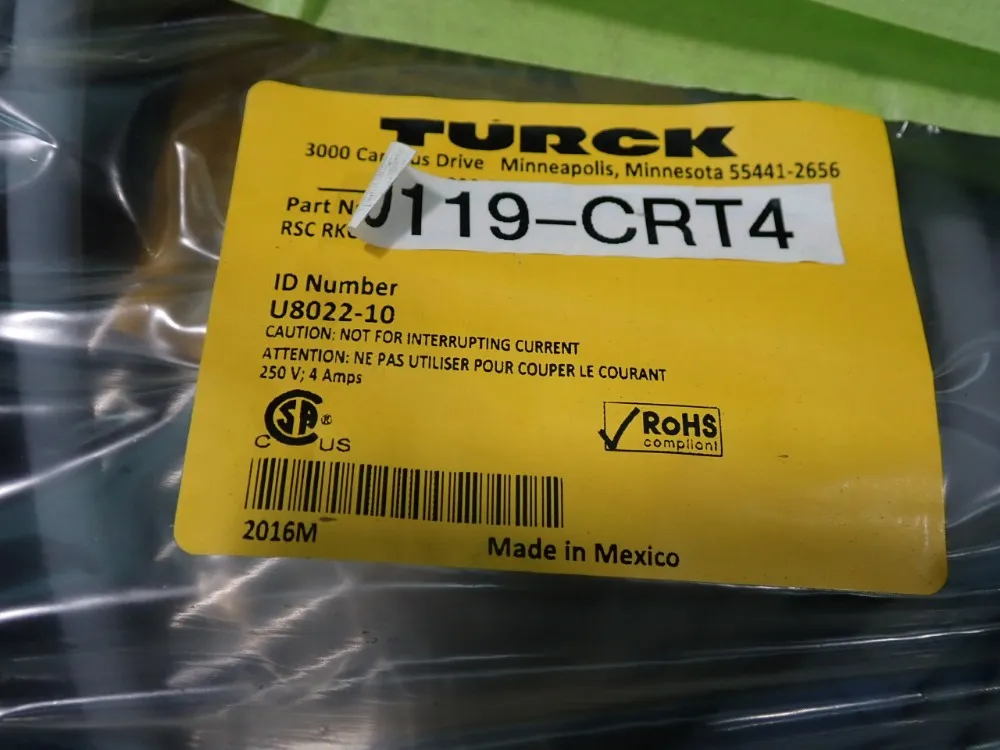 TURCK
3000 Ca us Drive Minneapolis, Minnesota 55441-2656
Part N
J119-CRT4
RSC RK
ID Number
U8022-10
CAUTION: NOT FOR INTERRUPTING CURRENT
ATTENTION: NE PAS UTILISER POUR COUPER LE COURANT
250 V; 4 Amps
C SA ® US
RoHS
compliant
2016M
Made in Mexico